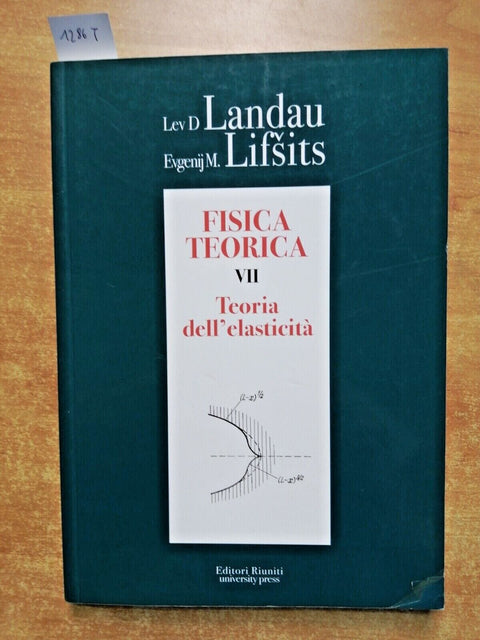 1286 T
Lev D Landau
Evgenij M. Lifšits
FISICA
TEORICA
VII
Teoria
dell'elasticità
(l-x)^1/2
(l-x)^3/2
Editori Riuniti
university press